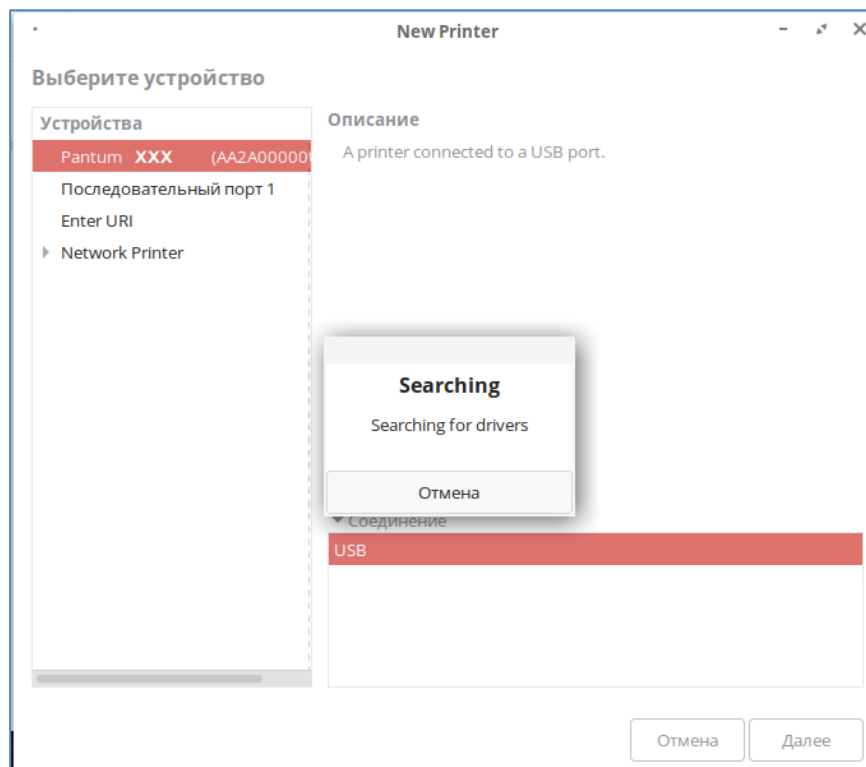 New Printer
Выберите устройство
Устройства
Pantum XXX (AA2A00000
Последовательный порт 1
Enter URI
Network Printer
Описание
A printer connected to a USB port.
Searching
Searching for drivers
Отмена
Соединение
USB
Отмена
Далее